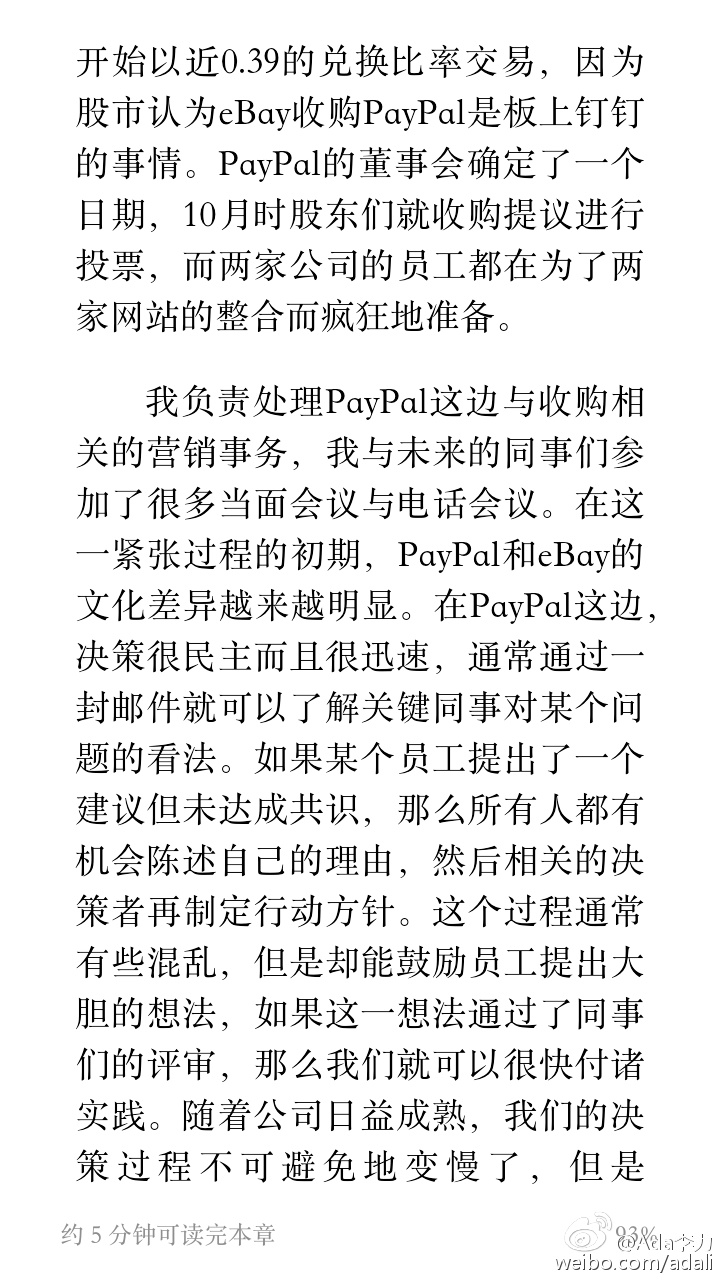 开始以近0.39的兑换比率交易，因为
股市认为eBay收购PayPal是板上钉钉
的事情。PayPal的董事会确定了一个
日期，10月时股东们就收购提议进行
投票，而两家公司的员工都在为了两
家网站的整合而疯狂地准备。
我负责处理PayPal这边与收购相
关的营销事务，我与未来的同事们参
加了很多当面会议与电话会议。在这
一紧张过程的初期，PayPal和eBay的
文化差异越来越明显。在PayPal这边，
决策很民主而且很迅速，通常通过一
封邮件就可以了解关键同事对某个问
题的看法。如果某个员工提出了一个
建议但未达成共识，那么所有人都有
机会陈述自己的理由，然后相关的决
策者再制定行动方针。这个过程通常
有些混乱，但是却能鼓励员工提出大
胆的想法，如果这一想法通过了同事
们的评审，那么我们就可以很快付诸
实践。随着公司日益成熟，我们的决
策过程不可避免地变慢了，但是
约 5 分钟可读完本章
93%
@Ada李力
weibo.com/adali